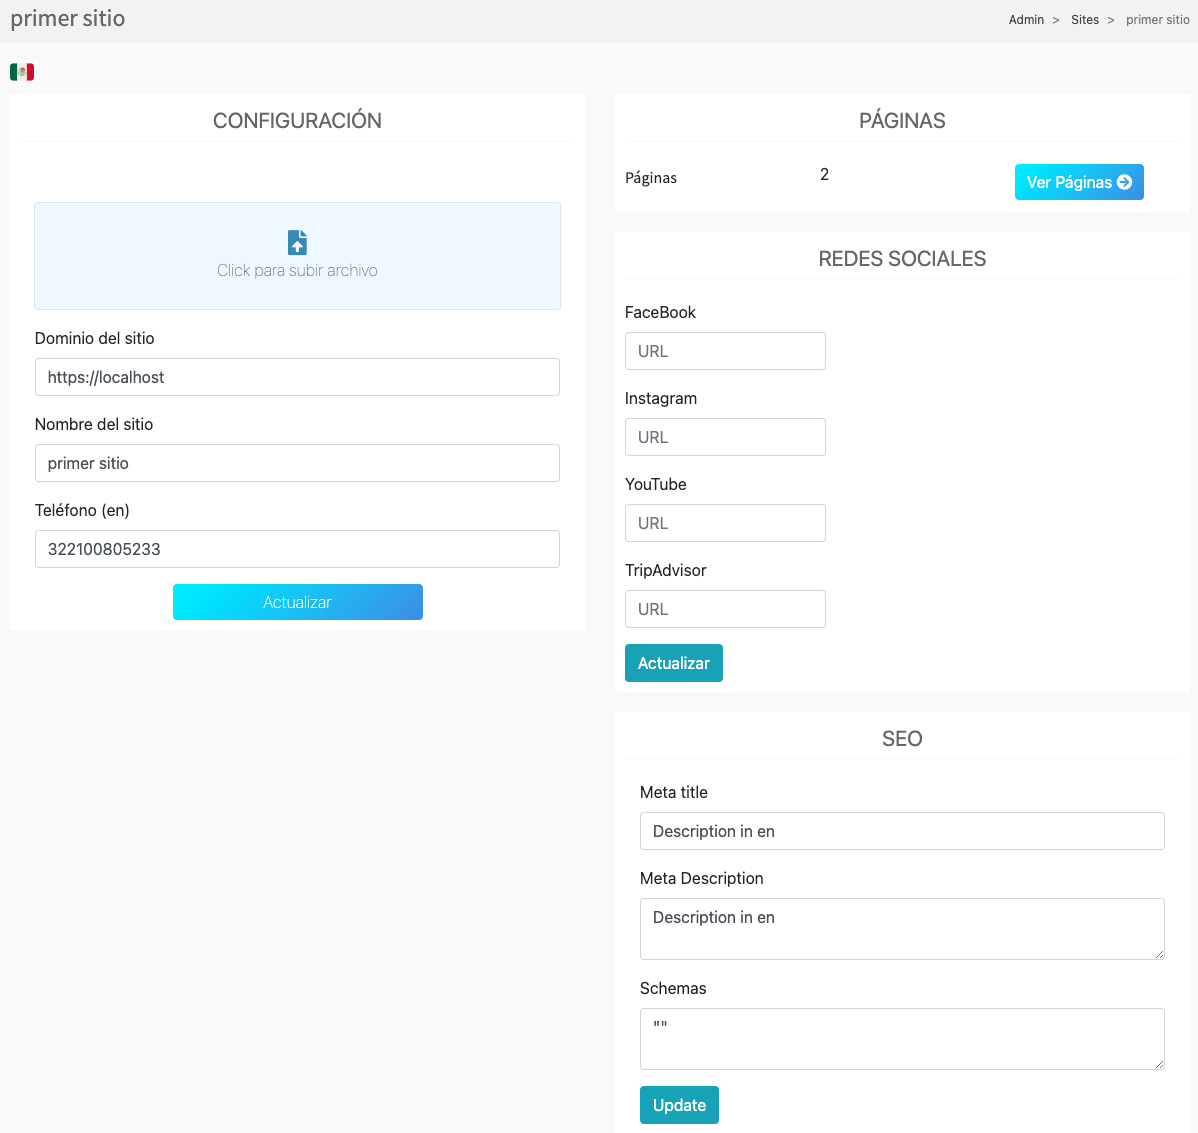 primer sitio
Admin > Sites > primer sitio
CONFIGURACIÓN
Click para subir archivo
Dominio del sitio
https://localhost
Nombre del sitio
primer sitio
Teléfono (en)
322100805233
Actualizar
PÁGINAS
Páginas 2 Ver Páginas
REDES SOCIALES
FaceBook
URL
Instagram
URL
YouTube
URL
TripAdvisor
URL
Actualizar
SEO
Meta title
Description in en
Meta Description
Description in en
Schemas
""
Update